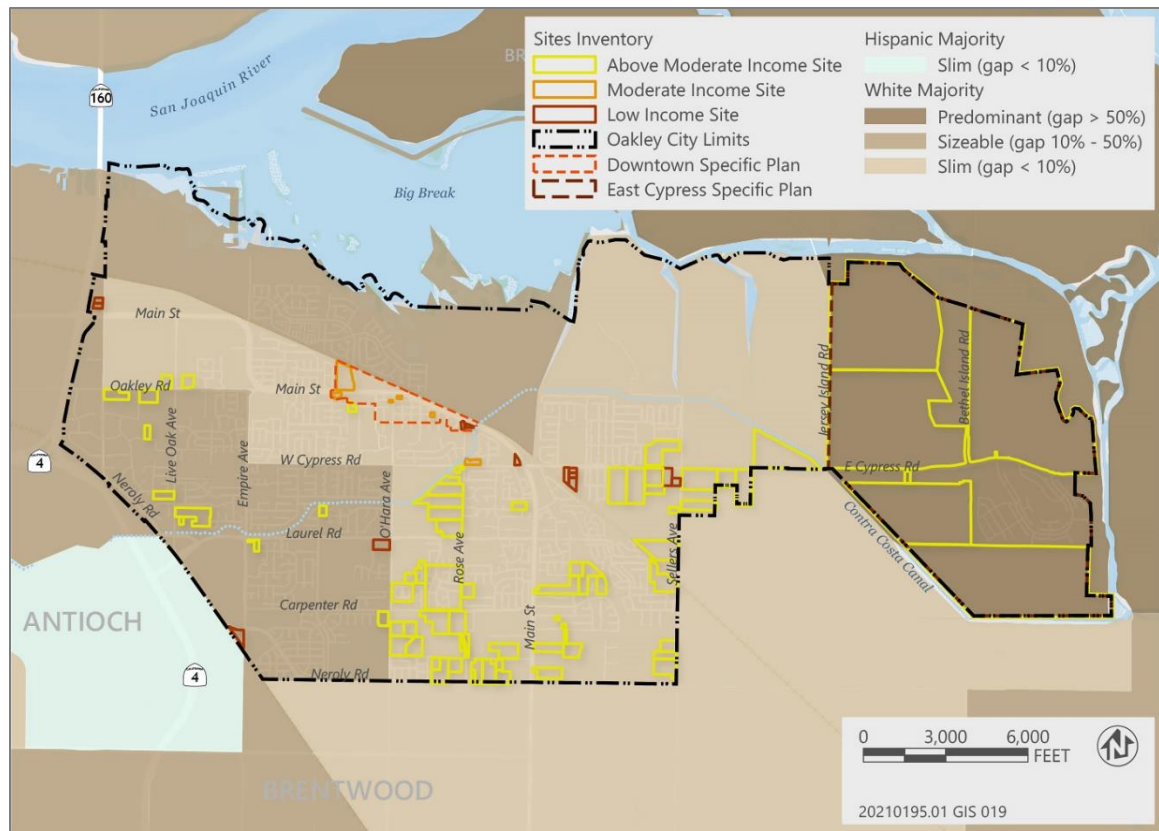 BR
160
San Joaquin River
Big Break
Sites Inventory
Above Moderate Income Site
Moderate Income Site
Low Income Site
Oakley City Limits
Downtown Specific Plan
East Cypress Specific Plan
Hispanic Majority
Slim (gap < 10%)
White Majority
Predominant (gap > 50%)
Sizeable (gap 10% - 50%)
Slim (gap < 10%)
Main St
Oakley Rd
Main St
Live Oak Ave
Empire Ave
W Cypress Rd
O'Hara Ave
Jersey Island Rd
Bethel Island Rd
E Cypress Rd
4
Neroly Rd
Laurel Rd
Rose Ave
Sellers Ave
Contra Costa Canal
ANTIOCH
Carpenter Rd
Main St
4
Neroly Rd
BRENTWOOD
0 3,000 6,000
FEET
N
20210195.01 GIS 019